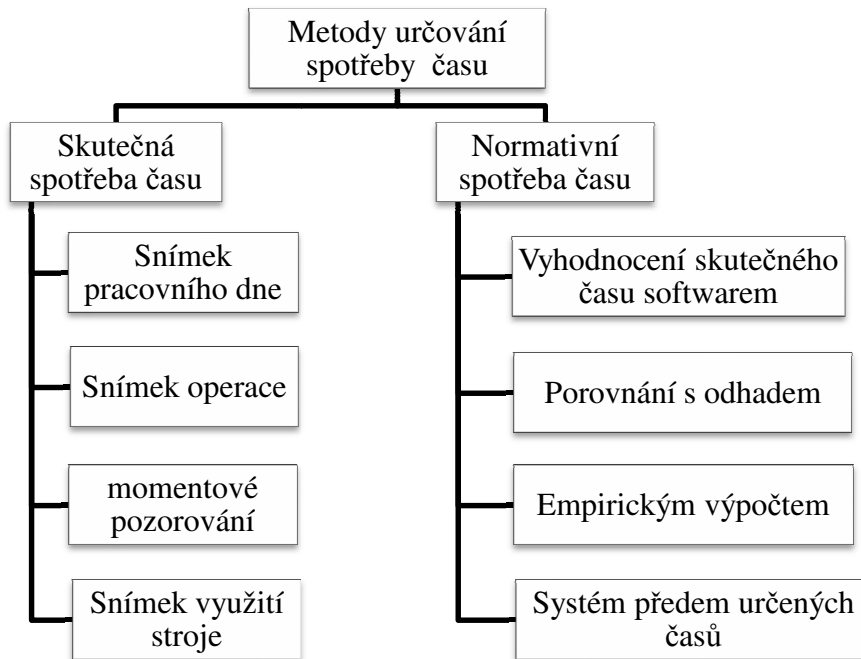 Metody určování
spotřeby času
Skutečná
spotřeba času
Normativní
spotřeba času
Snímek
pracovního dne
Vyhodnocení skutečného
času softwarem
Snímek operace
Porovnání s odhadem
momentové
pozorování
Empirickým výpočtem
Snímek využití
stroje
Systém předem určených
časů